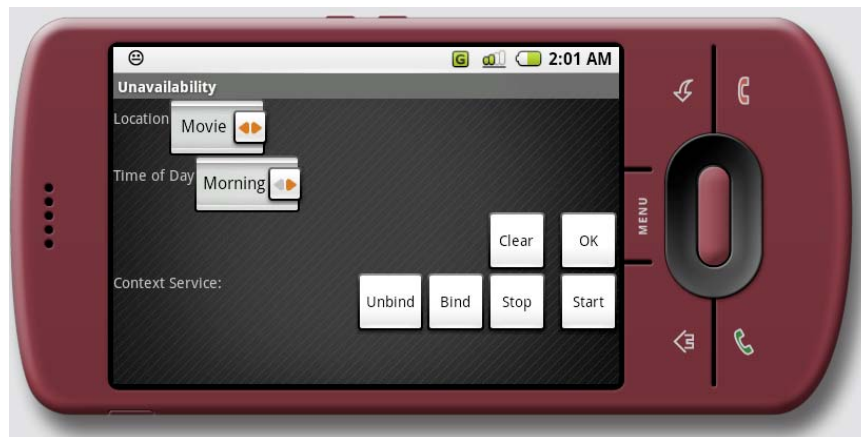 G 2:01 AM
Unavailability
Location Movie
Time of Day Morning
Clear OK
Context Service:
Unbind Bind Stop Start
MENU